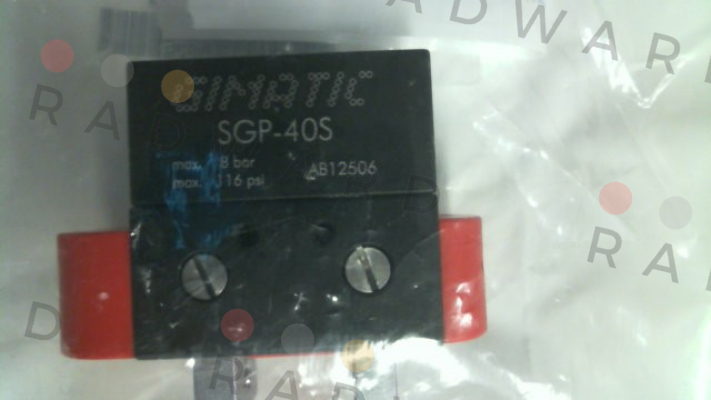 GIMATIC
SGP-40S
max. 8 bar
max. 116 psi
AB12506